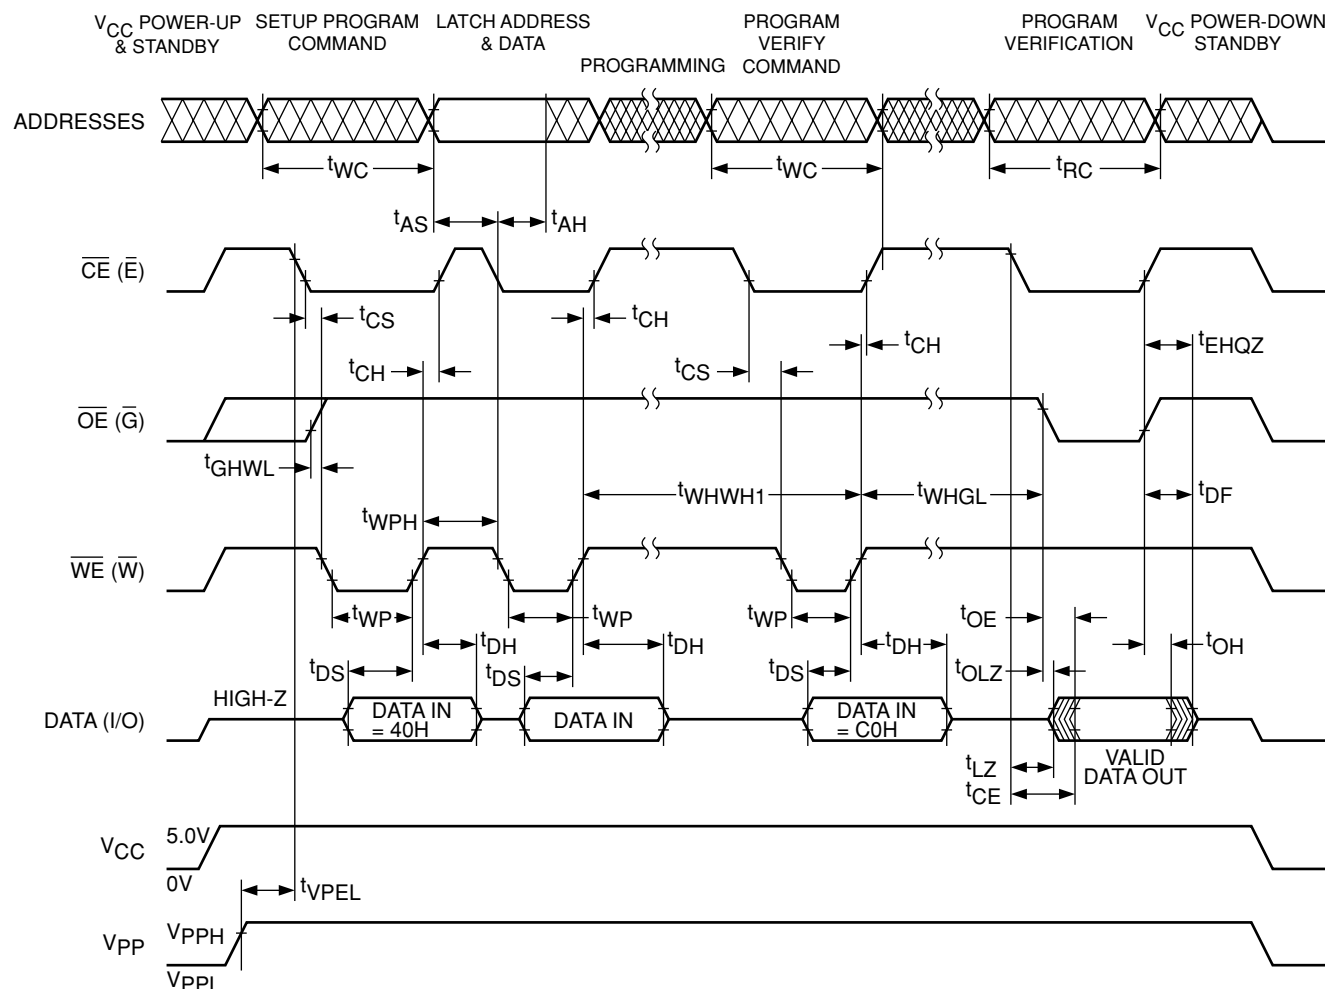 VCC POWER-UP & STANDBY
SETUP PROGRAM COMMAND
LATCH ADDRESS & DATA
PROGRAMMING
PROGRAM VERIFY COMMAND
PROGRAM VERIFICATION
VCC POWER-DOWN STANDBY
ADDRESSES
tWC
tWC
tRC
tAS
tAH
CE (E)
tCS
tCH
tCH
tEHQZ
tCH
tCS
OE (G)
tGHWL
tWHWH1
tWHGL
tDF
tWPH
WE (W)
tWP
tWP
tWP
tOE
tDH
tDH
tDH
tOH
tDS
tDS
tDS
tOLZ
HIGH-Z
DATA (I/O)
DATA IN
= 40H
DATA IN
DATA IN
= C0H
VALID
DATA OUT
tLZ
tCE
5.0V
VCC
0V
tVPEL
VPPH
VPP
VPPL